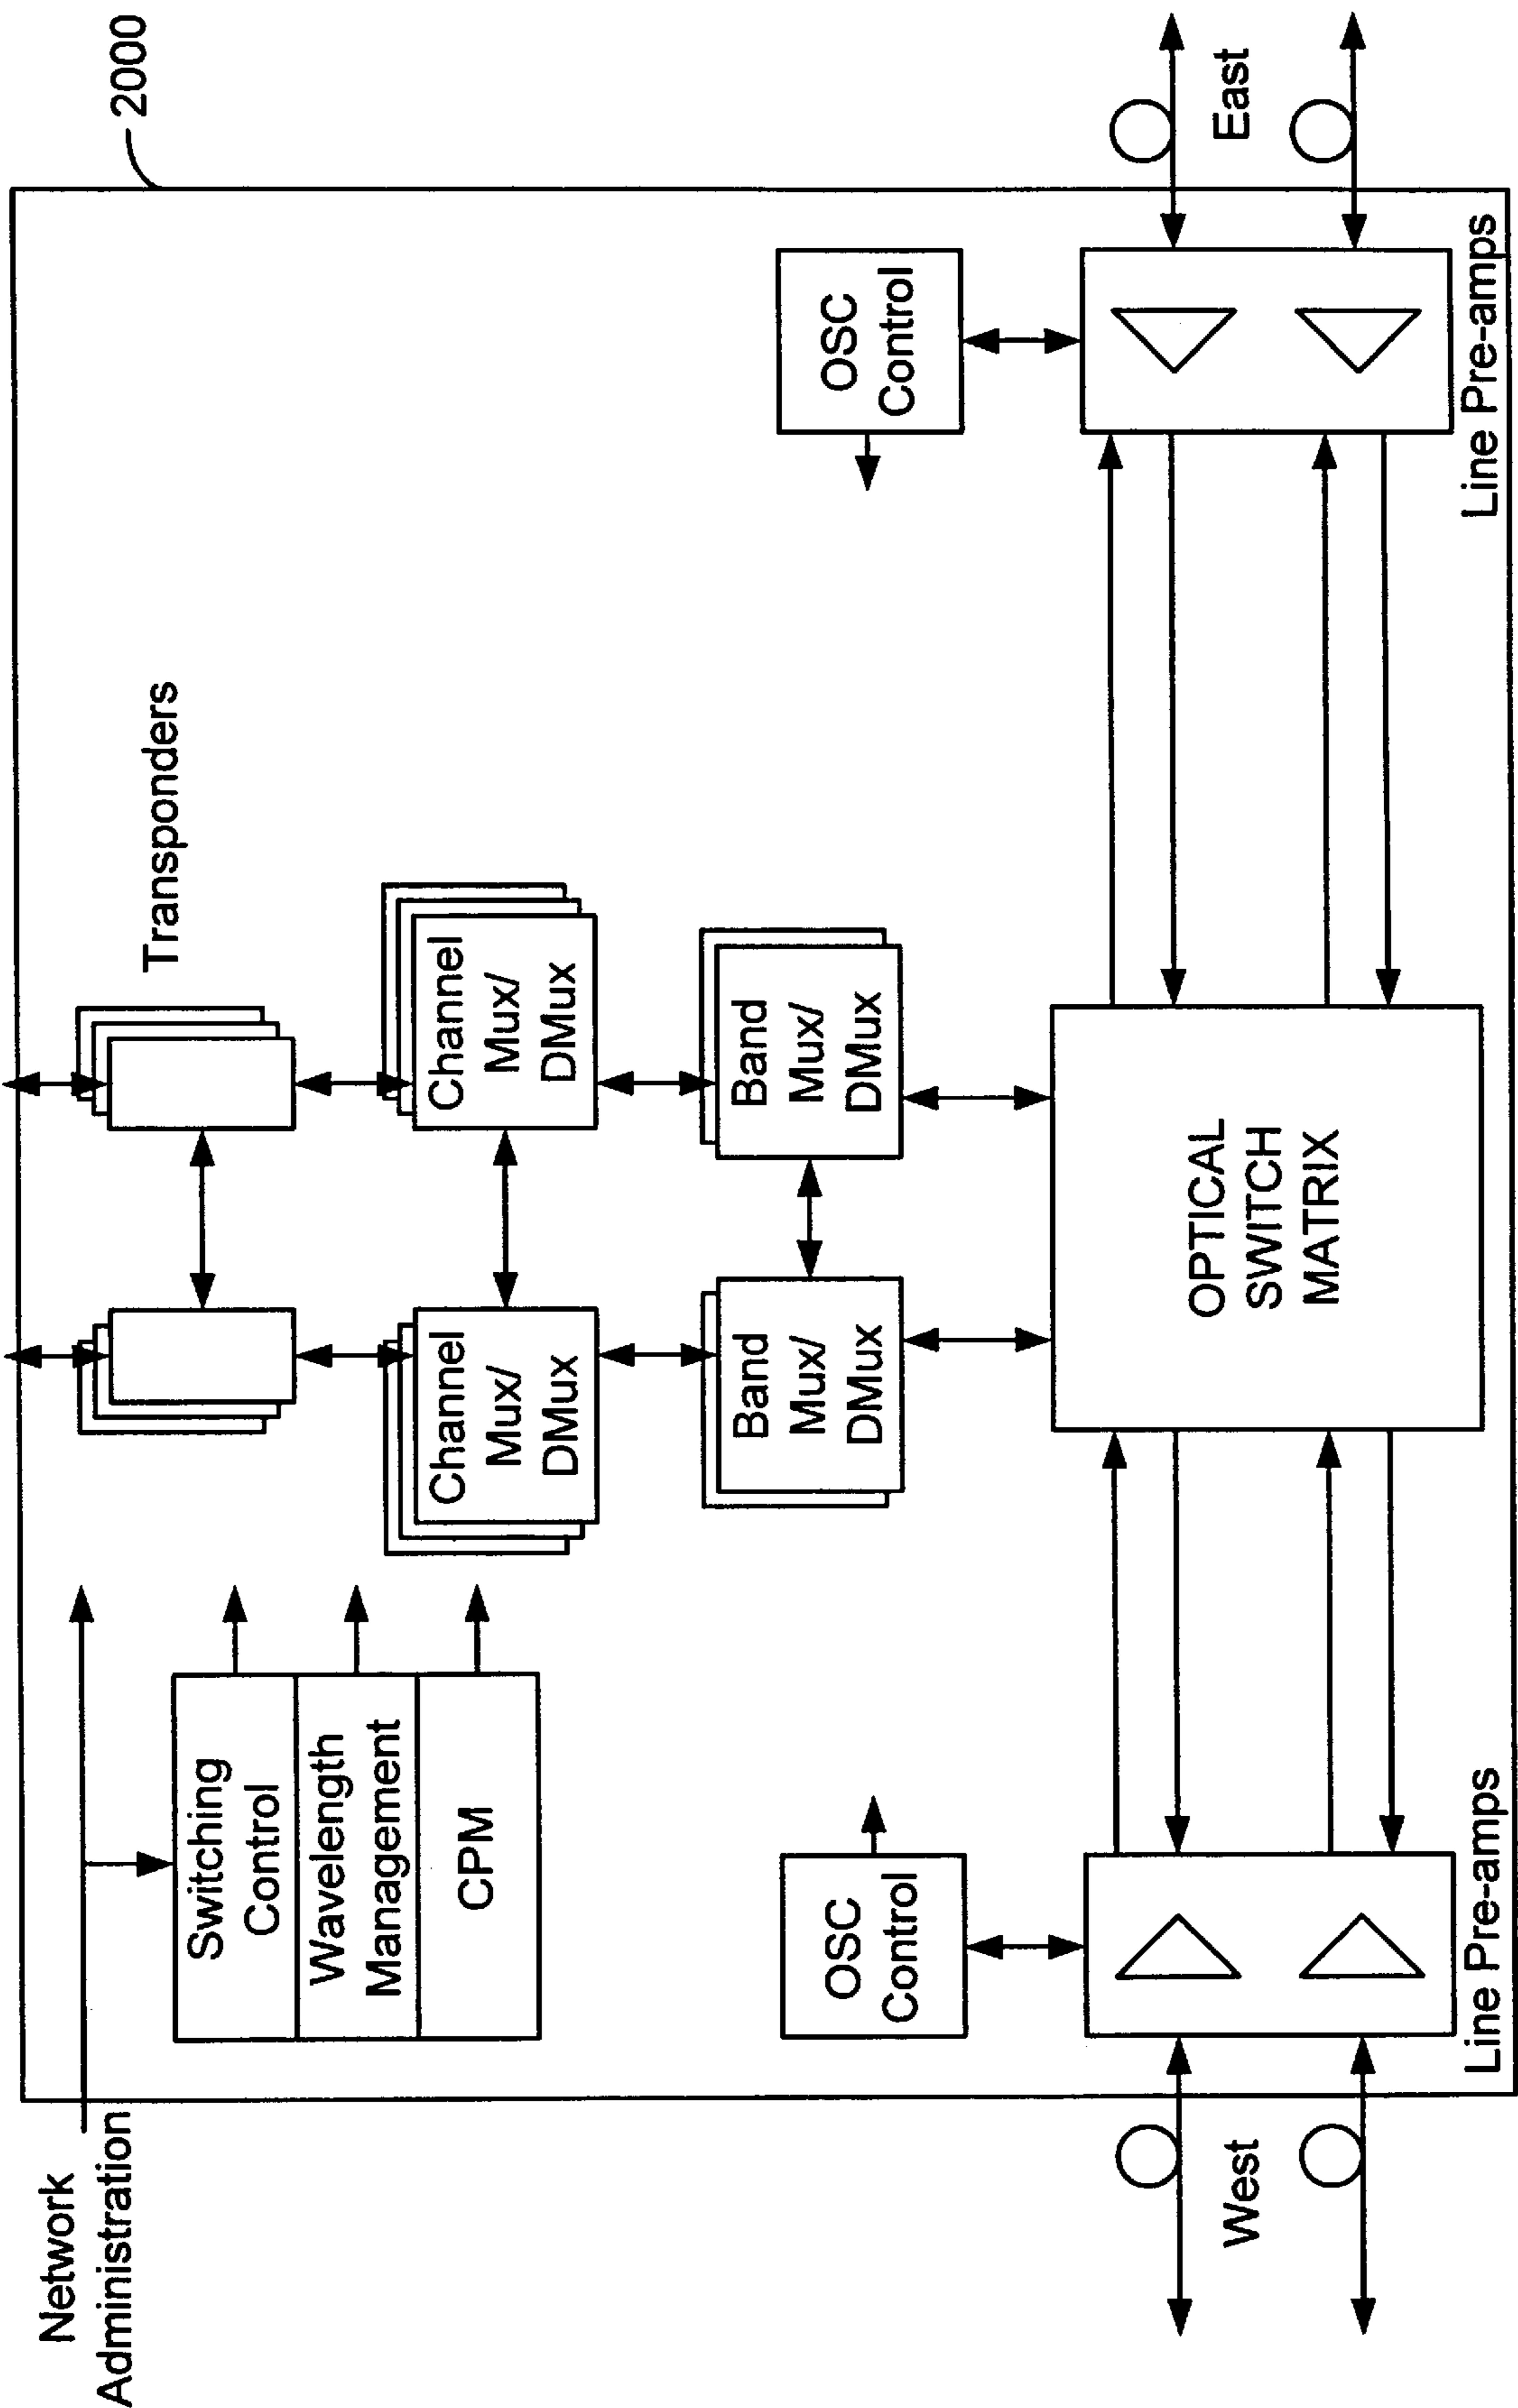 2000
Network
Administration
Transponders
Switching
Control
Wavelength
Management
CPM
Channel
Mux/
DMux
Channel
Mux/
DMux
Band
Mux/
DMux
Band
Mux/
DMux
OSC
Control
OSC
Control
OPTICAL
SWITCH
MATRIX
West
East
Line Pre-amps
Line Pre-amps